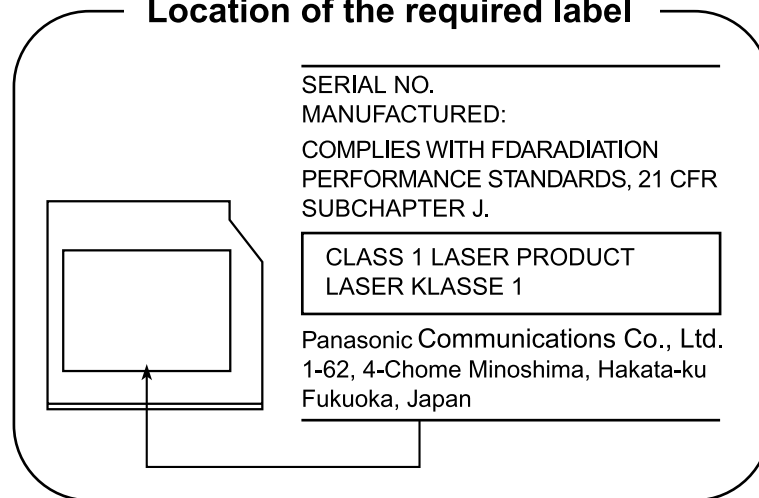 Location of the required label
SERIAL NO.
MANUFACTURED:
COMPLIES WITH FDARADIATION
PERFORMANCE STANDARDS, 21 CFR
SUBCHAPTER J.
CLASS 1 LASER PRODUCT
LASER KLASSE 1
Panasonic Communications Co., Ltd.
1-62, 4-Chome Minoshima, Hakata-ku
Fukuoka, Japan